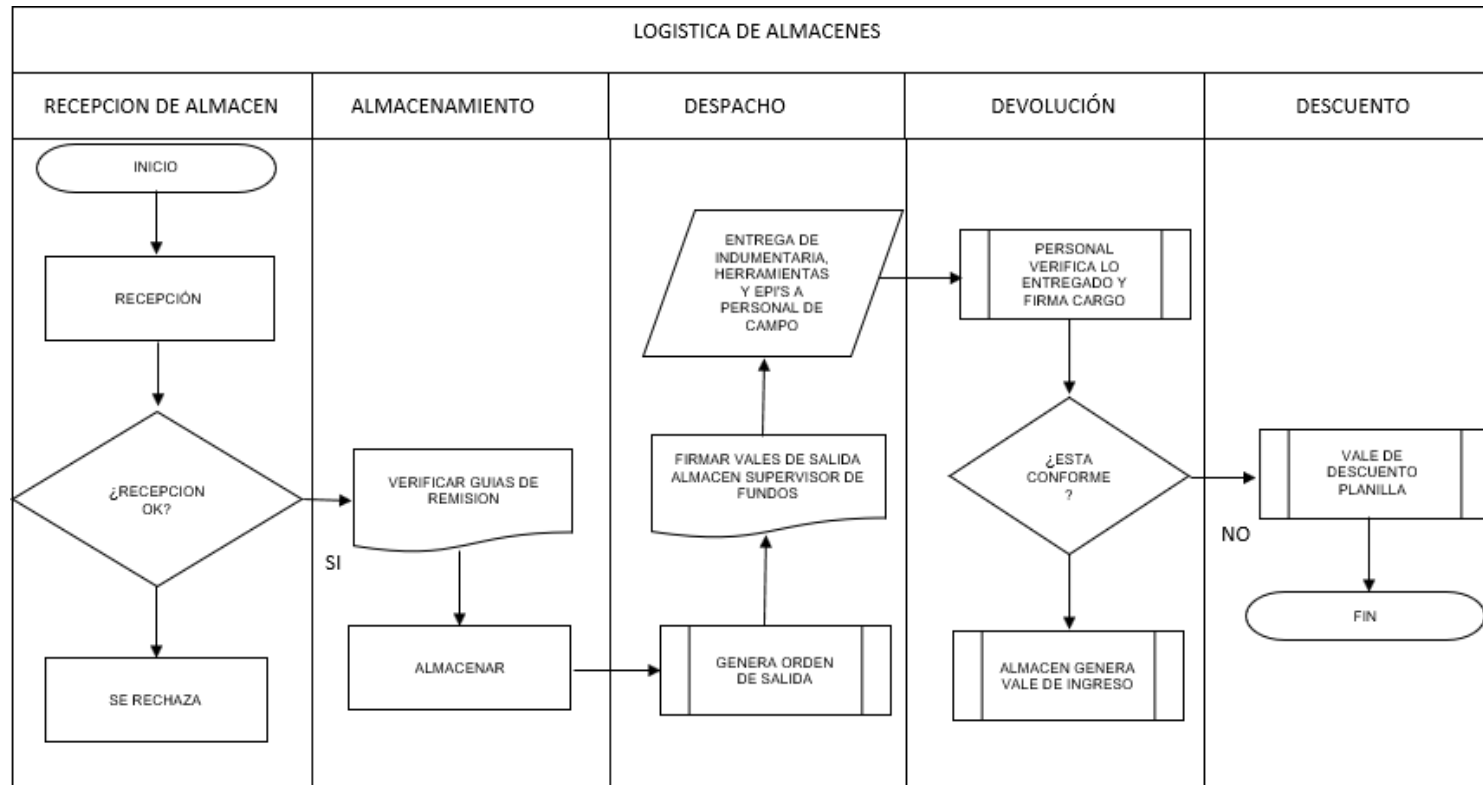 LOGISTICA DE ALMACENES
RECEPCION DE ALMACEN
ALMACENAMIENTO
DESPACHO
DEVOLUCIÓN
DESCUENTO
INICIO
RECEPCIÓN
¿RECEPCION
OK?
SE RECHAZA
SI
VERIFICAR GUIAS DE
REMISION
ALMACENAR
GENERA ORDEN
DE SALIDA
FIRMAR VALES DE SALIDA
ALMACEN SUPERVISOR DE
FUNDOS
ENTREGA DE
INDUMENTARIA,
HERRAMIENTAS
Y EPI'S A
PERSONAL DE
CAMPO
PERSONAL
VERIFICA LO
ENTREGADO Y
FIRMA CARGO
¿ESTA
CONFORME
?
ALMACEN GENERA
VALE DE INGRESO
NO
VALE DE
DESCUENTO
PLANILLA
FIN